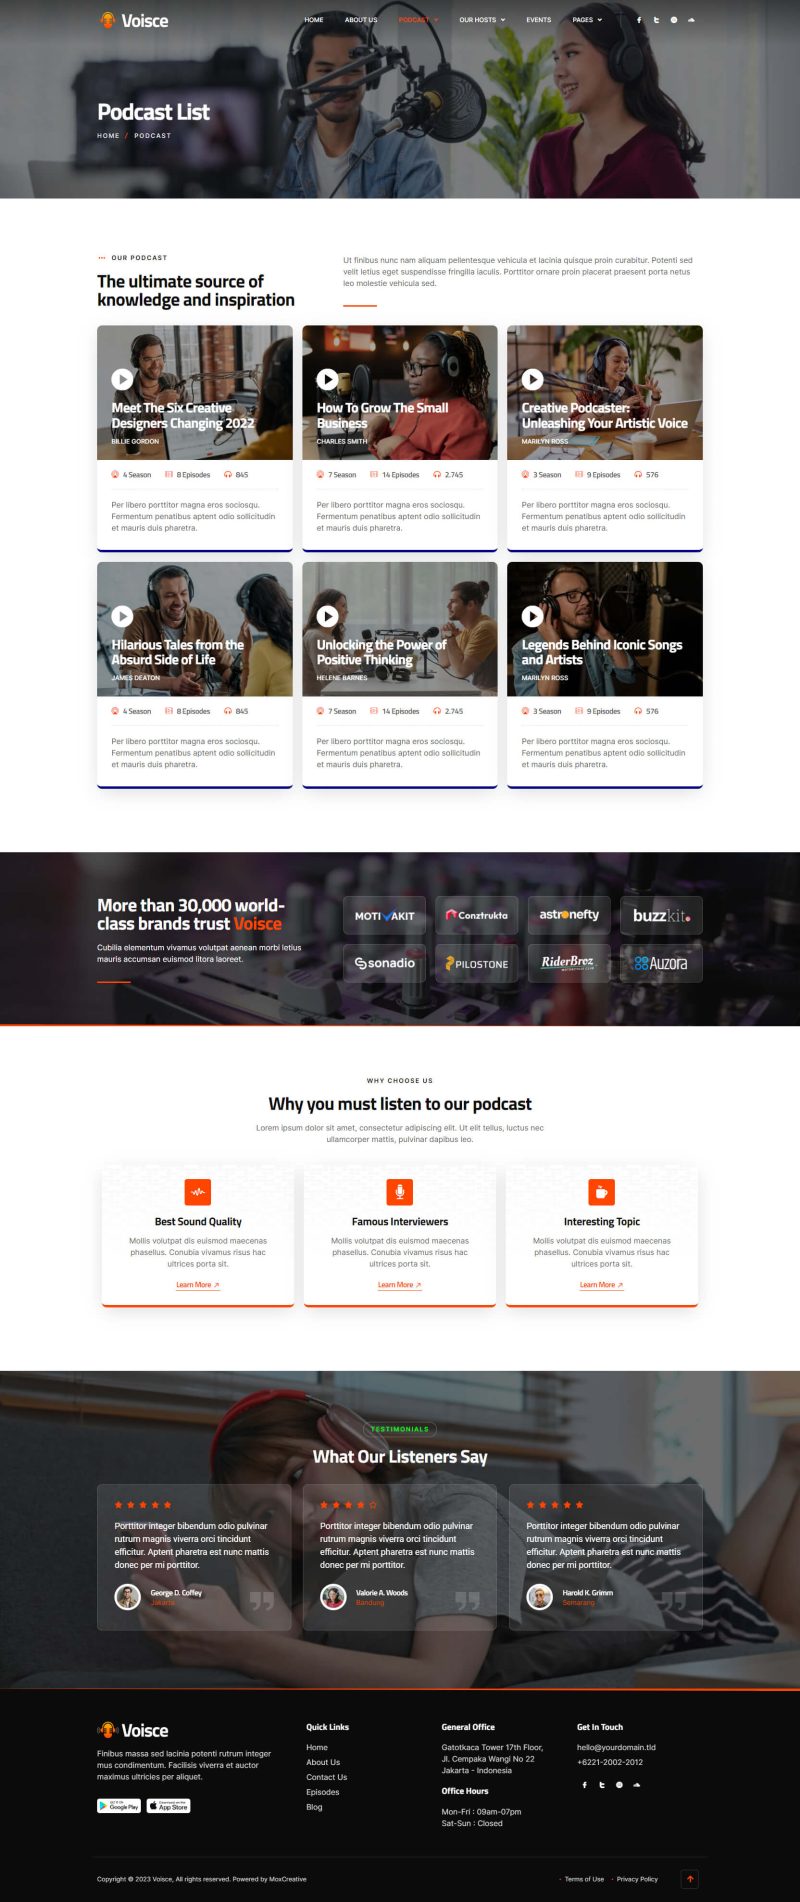 Voisce
HOME ABOUT US PODCAST OUR HOSTS EVENTS PAGES
Podcast List
HOME / PODCAST
OUR PODCAST
The ultimate source of
knowledge and inspiration
Ut finibus nunc nam aliquam pellentesque vehicula et lacinia quisque proin curabitur. Potenti sed
velit letius eget suspendisse fringilla iaculis. Porttitor ornare proin placerat praesent porta netus
leo molestie vehicula sed.
Meet The Six Creative
Designers Changing 2022
BILLIE GORDON
4 Season 8 Episodes 845
Per libero porttitor magna eros sociosqu.
Fermentum penatibus aptent odio sollicitudin
et mauris duis pharetra.
How To Grow The Small
Business
CHARLES SMITH
7 Season 14 Episodes 2.745
Per libero porttitor magna eros sociosqu.
Fermentum penatibus aptent odio sollicitudin
et mauris duis pharetra.
Creative Podcaster:
Unleashing Your Artistic Voice
MARILYN ROSS
3 Season 9 Episodes 576
Per libero porttitor magna eros sociosqu.
Fermentum penatibus aptent odio sollicitudin
et mauris duis pharetra.
Hilarious Tales from the
Absurd Side of Life
JAMES DEATON
4 Season 8 Episodes 845
Per libero porttitor magna eros sociosqu.
Fermentum penatibus aptent odio sollicitudin
et mauris duis pharetra.
Unlocking the Power of
Positive Thinking
HELENE BARNES
7 Season 14 Episodes 2.745
Per libero porttitor magna eros sociosqu.
Fermentum penatibus aptent odio sollicitudin
et mauris duis pharetra.
Legends Behind Iconic Songs
and Artists
MARILYN ROSS
3 Season 9 Episodes 576
Per libero porttitor magna eros sociosqu.
Fermentum penatibus aptent odio sollicitudin
et mauris duis pharetra.
More than 30,000 world-
class brands trust Voisce
Cubilia elementum vivamus volutpat aenean morbi letius
mauris accumsan euismod litora laoreet.
MOTIVAKIT Conztrukta astronefty buzzkit.
sonadio PILOSTONE RiderBroz Auzora
MOTORCYCLE CLUB
WHY CHOOSE US
Why you must listen to our podcast
Lorem ipsum dolor sit amet, consectetur adipiscing elit. Ut elit tellus, luctus nec
ullamcorper mattis, pulvinar dapibus leo.
Best Sound Quality
Mollis volutpat dis euismod maecenas
phasellus. Conubia vivamus risus hac
ultrices porta sit.
Learn More
Famous Interviewers
Mollis volutpat dis euismod maecenas
phasellus. Conubia vivamus risus hac
ultrices porta sit.
Learn More
Interesting Topic
Mollis volutpat dis euismod maecenas
phasellus. Conubia vivamus risus hac
ultrices porta sit.
Learn More
TESTIMONIALS
What Our Listeners Say
Porttitor integer bibendum odio pulvinar
rutrum magnis viverra orci tincidunt
efficitur. Aptent pharetra est nunc mattis
donec per mi porttitor.
George D. Coffey
Jakarta
Porttitor integer bibendum odio pulvinar
rutrum magnis viverra orci tincidunt
efficitur. Aptent pharetra est nunc mattis
donec per mi porttitor.
Valorie A. Woods
Bandung
Porttitor integer bibendum odio pulvinar
rutrum magnis viverra orci tincidunt
efficitur. Aptent pharetra est nunc mattis
donec per mi porttitor.
Harold K. Grimm
Semarang
Voisce
Finibus massa sed lacinia potenti rutrum integer
mus condimentum. Facilisis viverra et auctor
maximus ultricies per aliquet.
GET IT ON
Google Play
Download on the
App Store
Quick Links
Home
About Us
Contact Us
Episodes
Blog
General Office
Gatotkaca Tower 17th Floor,
Jl. Cempaka Wangi No 22
Jakarta - Indonesia
Office Hours
Mon-Fri : 09am-07pm
Sat-Sun : Closed
Get In Touch
hello@yourdomain.tld
+6221-2002-2012
Copyright © 2023 Voisce, All rights reserved. Powered by MoxCreative
Terms of Use Privacy Policy